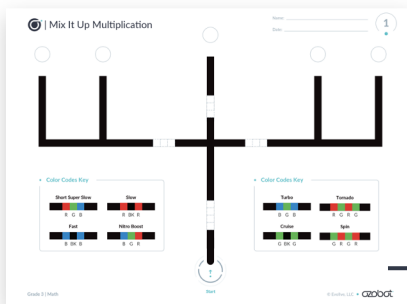 | Mix It Up Multiplication
Name:
Date:
1
Color Codes Key
Short Super Slow
Slow
R G B
R BK R
Fast
Nitro Boost
B BK B
B G R
Color Codes Key
Turbo
Tornado
B G B
R G R G
Cruise
Spin
G BK G
G R G R
Start
Grade 3 | Math
© Evollve, LLC • ozobot